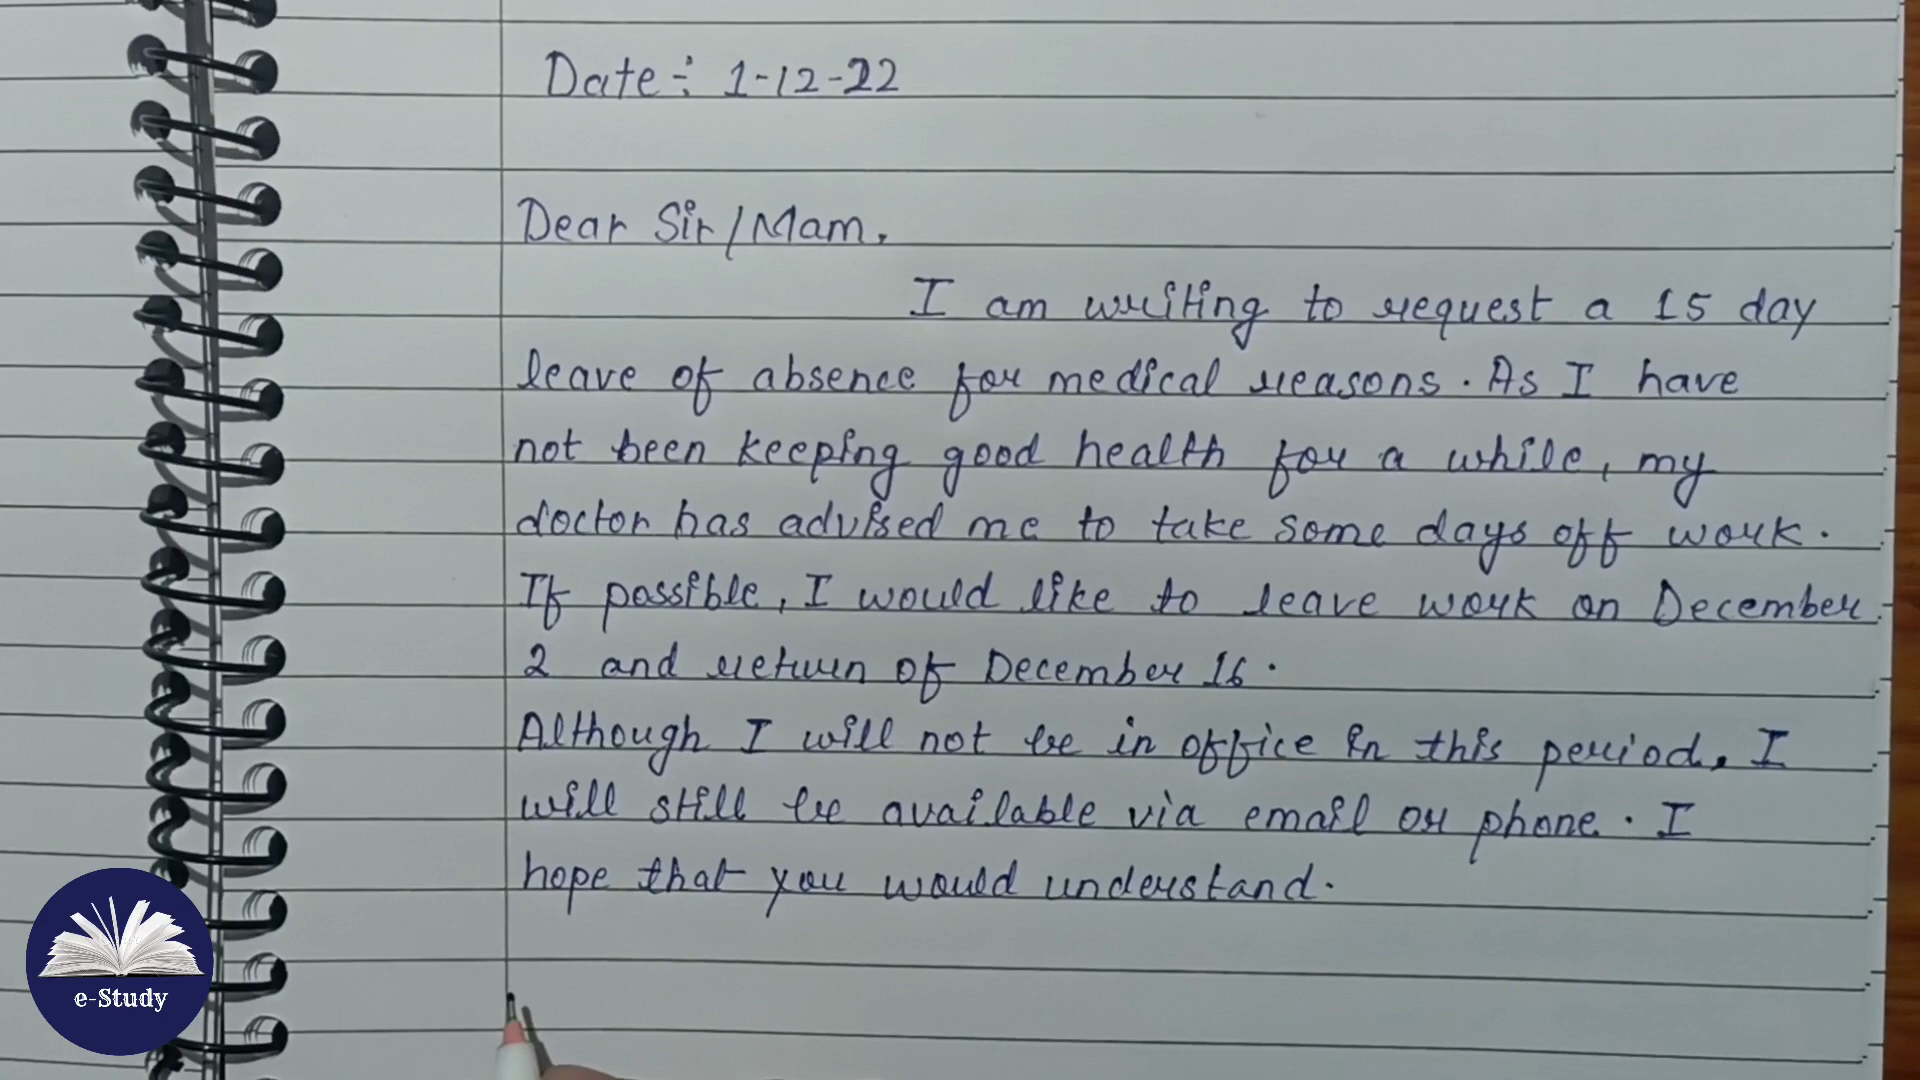 Date ÷ 1-12-22
Dear Sir/Mam,
I am writing to request a 15 day
leave of absence for medical reasons. As I have
not been keeping good health for a while, my
doctor has advised me to take some days off work.
If possible, I would like to leave work on December
2 and return of December 16.
Although I will not be in office in this period, I
will still be available via email or phone. I
hope that you would understand.
e-Study